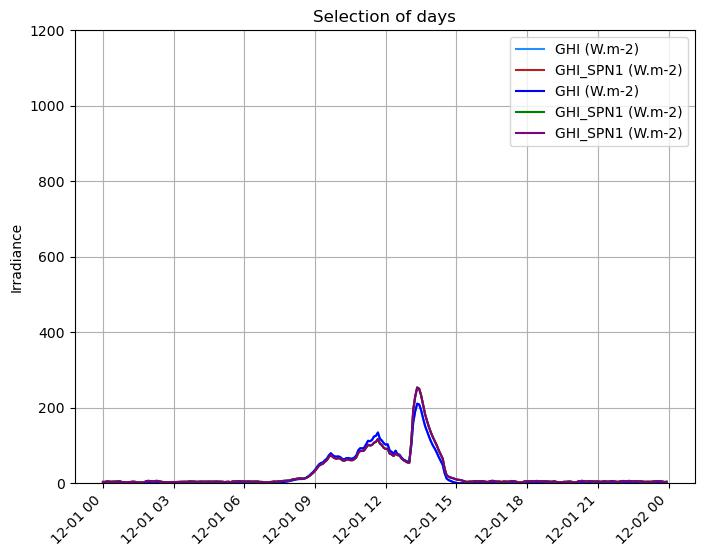 Selection of days
1200
1000
800
600
400
200
0
Irradiance
GHI (W.m-2)
GHI_SPN1 (W.m-2)
GHI (W.m-2)
GHI_SPN1 (W.m-2)
GHI_SPN1 (W.m-2)
12-01 00
12-01 03
12-01 06
12-01 09
12-01 12
12-01 15
12-01 18
12-01 21
12-02 00